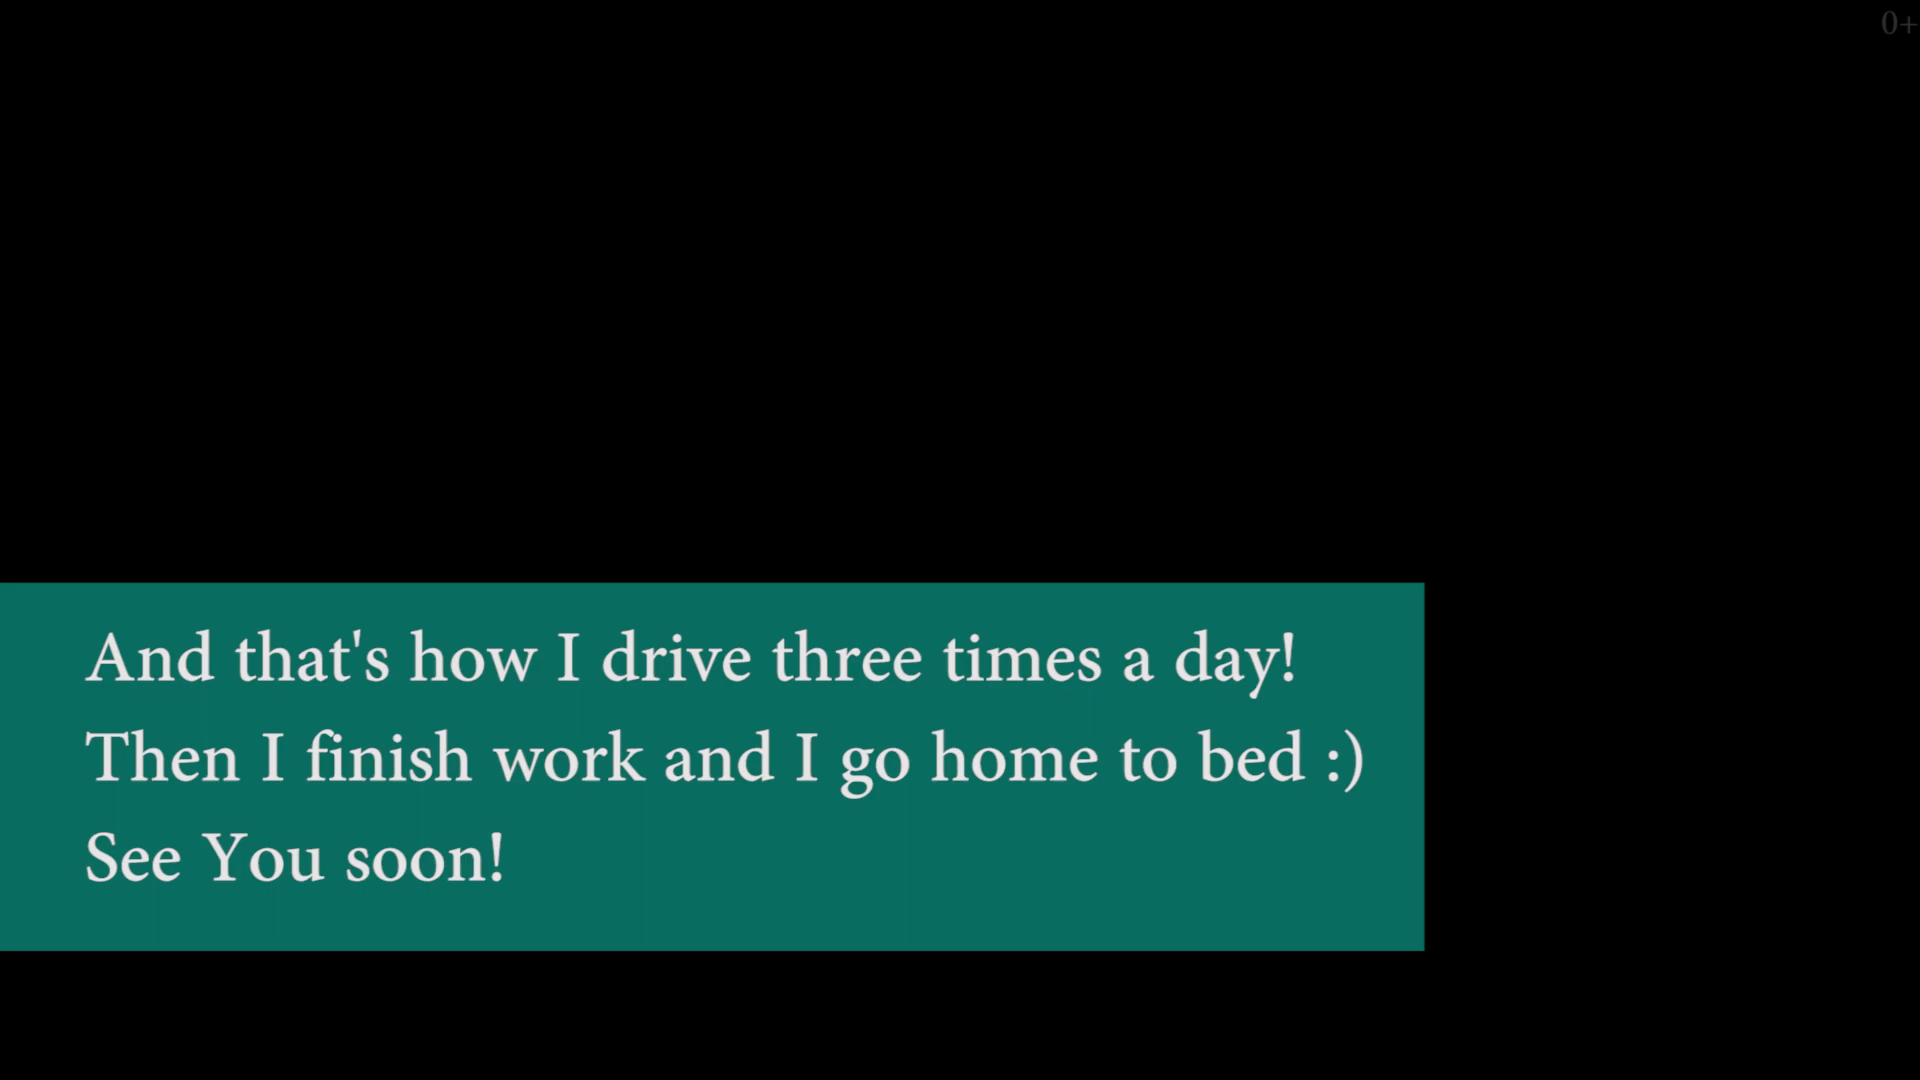 0+
And that's how I drive three times a day!
Then I finish work and I go home to bed :)
See You soon!